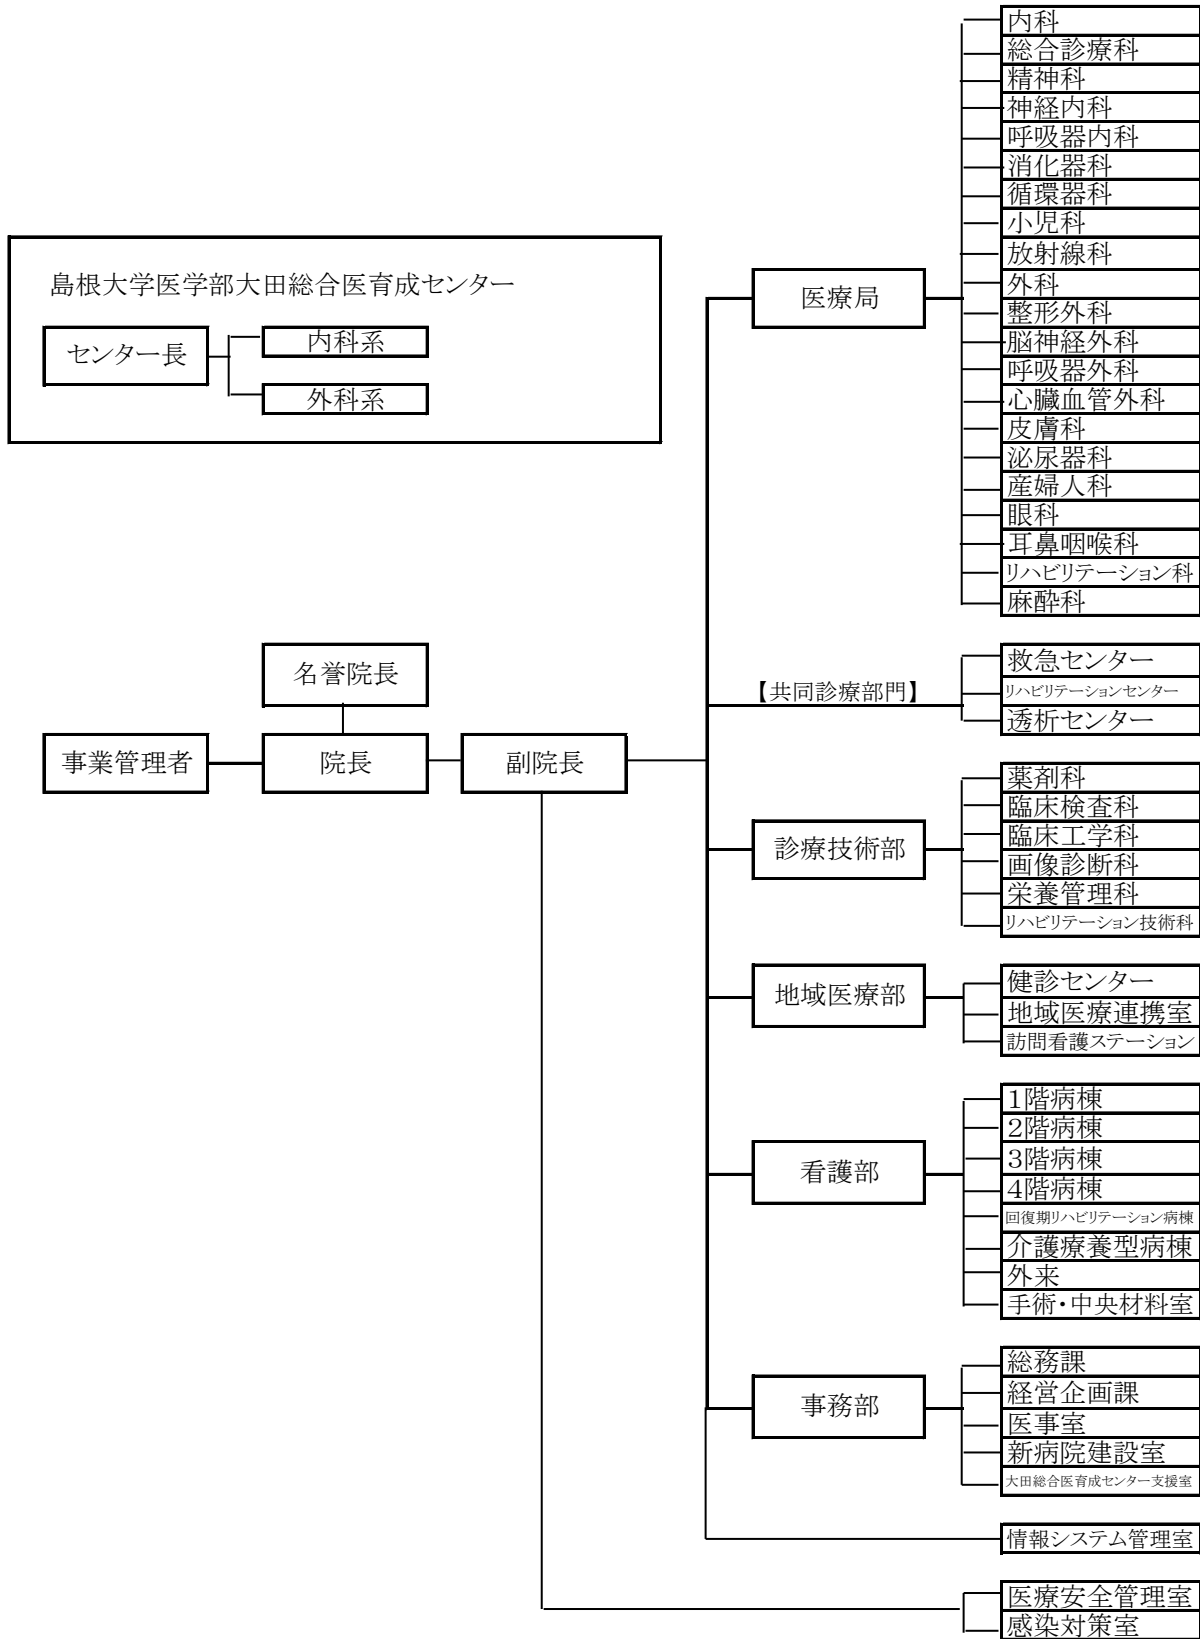 島根大学医学部大田総合医育成センター
センター長
内科系
外科系
名誉院長
事業管理者
院長
副院長
医療局
内科
総合診療科
精神科
神経内科
呼吸器内科
消化器科
循環器科
小児科
放射線科
外科
整形外科
脳神経外科
呼吸器外科
心臓血管外科
皮膚科
泌尿器科
産婦人科
眼科
耳鼻咽喉科
リハビリテーション科
麻酔科
【共同診療部門】
救急センター
リハビリテーションセンター
透析センター
診療技術部
薬剤科
臨床検査科
臨床工学科
画像診断科
栄養管理科
リハビリテーション技術科
地域医療部
健診センター
地域医療連携室
訪問看護ステーション
看護部
1階病棟
2階病棟
3階病棟
4階病棟
回復期リハビリテーション病棟
介護療養型病棟
外来
手術・中央材料室
事務部
総務課
経営企画課
医事室
新病院建設室
大田総合医育成センター支援室
情報システム管理室
医療安全管理室
感染対策室